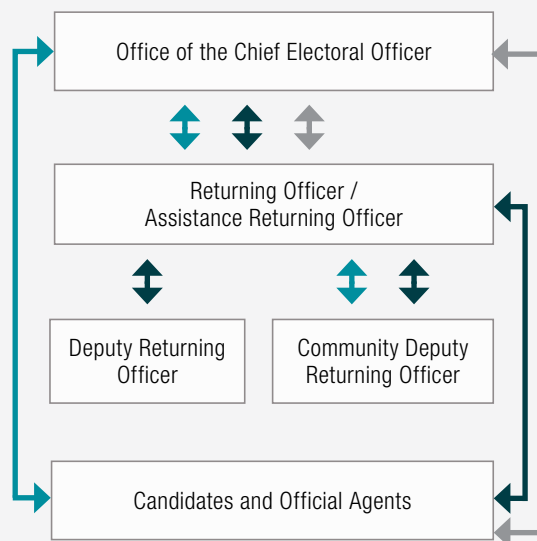 Office of the Chief Electoral Officer
Returning Officer /
Assistance Returning Officer
Deputy Returning
Officer
Community Deputy
Returning Officer
Candidates and Official Agents